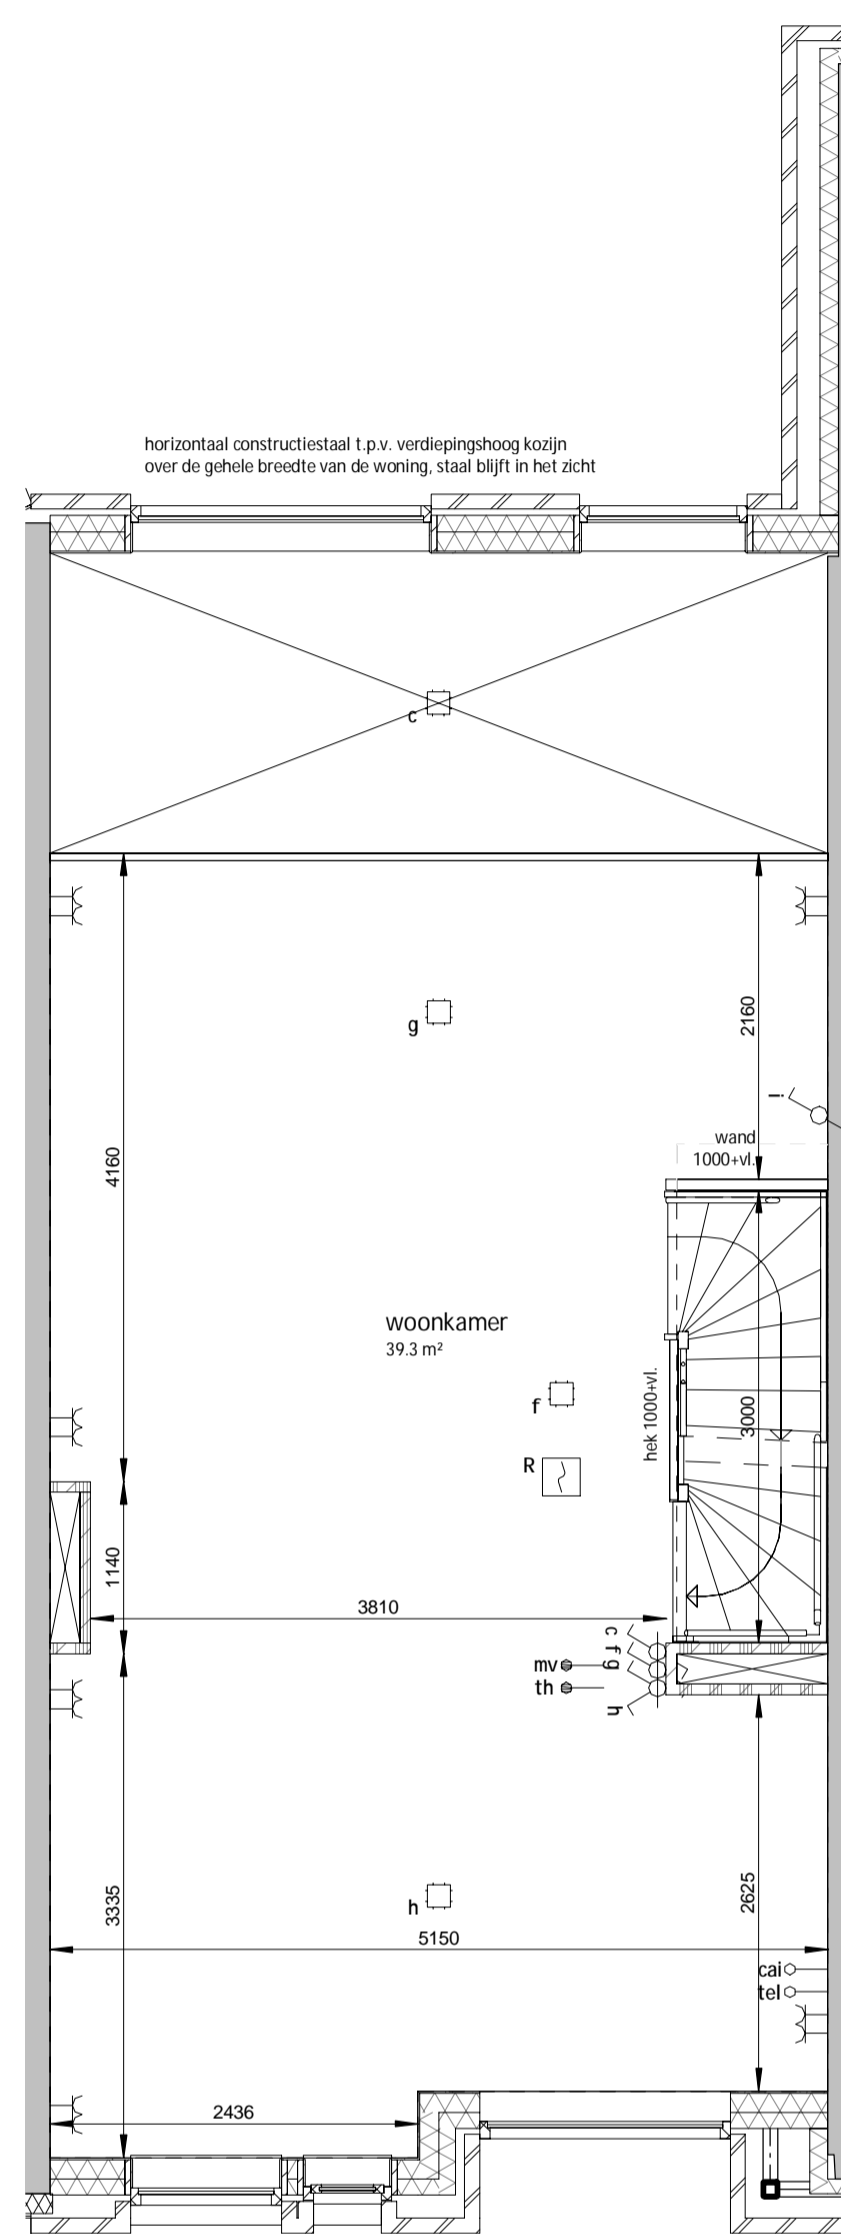 horizontaal constructiestaal t.p.v. verdiepingshoog kozijn
over de gehele breedte van de woning, staal blijft in het zicht
c
g
2160
i
wand
1000+vl.
4160
woonkamer
39.3 m²
f
R
hek 1000+vl.
3000
1140
3810
c f g
mv
th
h
3335
h
2625
5150
cai
tel
2436